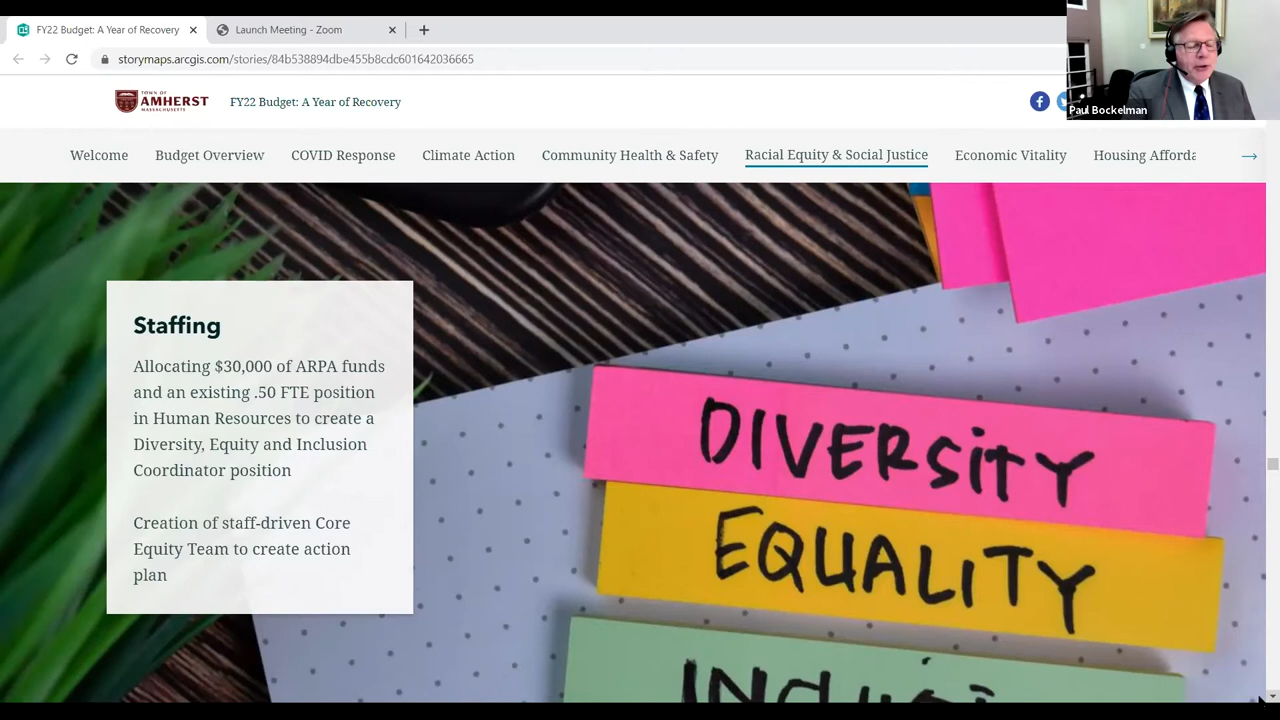 FY22 Budget: A Year of Recovery
Launch Meeting - Zoom
storymaps.arcgis.com/stories/84b538894dbe455b8cdc601642036665
Paul Bockelman
TOWN OF
AMHERST
MASSACHUSETTS
FY22 Budget: A Year of Recovery
Welcome
Budget Overview
COVID Response
Climate Action
Community Health & Safety
Racial Equity & Social Justice
Economic Vitality
Housing Afforda
Staffing
Allocating $30,000 of ARPA funds
and an existing .50 FTE position
in Human Resources to create a
Diversity, Equity and Inclusion
Coordinator position
Creation of staff-driven Core
Equity Team to create action
plan
DIVERSITY
EQUALITY